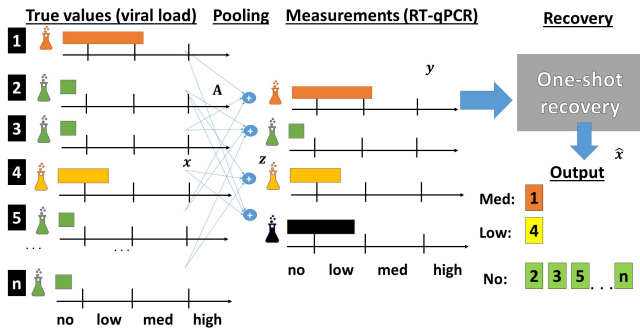 True values (viral load)
Pooling
Measurements (RT-qPCR)
Recovery
1
2
3
4
5
. . .
. . .
n
A
x
z
+
+
+
+
y
no low med high
no low med high
One-shot
recovery
x̂
Output
Med: 1
Low: 4
No: 2 3 5 . . . n